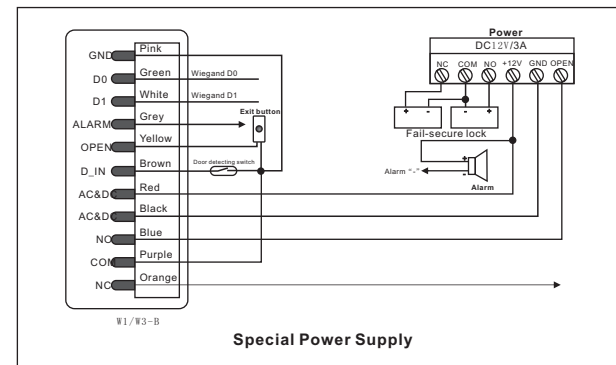 Power
DC12V/3A
NC COM NO +12V GND OPEN
+ - - +
Fail-secure lock
+
-
Alarm "-"
Alarm
GND Pink
D0 Green Wiegand D0
D1 White Wiegand D1
ALARM Grey Exit button
OPEN Yellow
D_IN Brown Door detecting switch
AC&DC Red
AC&DC Black
NO Blue
COM Purple
NC Orange
W1/W3-B
Special Power Supply